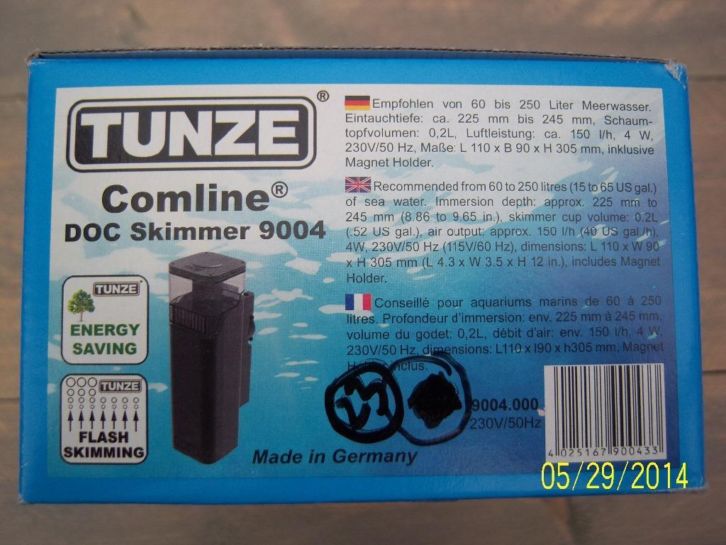 TUNZE®
Comline®
DOC Skimmer 9004
TUNZE
ENERGY
SAVING
TUNZE
FLASH
SKIMMING
Made in Germany
Empfohlen von 60 bis 250 Liter Meerwasser.
Eintauchtiefe: ca. 225 mm bis 245 mm, Schaum-
topfvolumen: 0,2L, Luftleistung: ca. 150 l/h, 4 W,
230V/50 Hz, Maße: L 110 x B 90 x H 305 mm, inklusive
Magnet Holder.
Recommended from 60 to 250 litres (15 to 65 US gal.)
of sea water. Immersion depth: approx. 225 mm to
245 mm (8.86 to 9.65 in.), skimmer cup volume: 0.2L
(.52 US gal.), air output: approx. 150 l/h (40 US gal./h),
4W, 230V/50 Hz (115V/60 Hz), dimensions: L 110 x W 90
x H 305 mm (L 4.3 x W 3.5 x H 12 in.), includes Magnet
Holder.
Conseillé pour aquariums marins de 60 à 250
litres. Profondeur d'immersion: env. 225 mm à 245 mm,
volume du godet: 0,2L, débit d'air: env. 150 l/h, 4 W,
230V/50 Hz, dimensions: L110 x l90 x h305 mm, Magnet
Holder inclus.
9004.000
230V/50Hz
4 025167 900433
05/29/2014